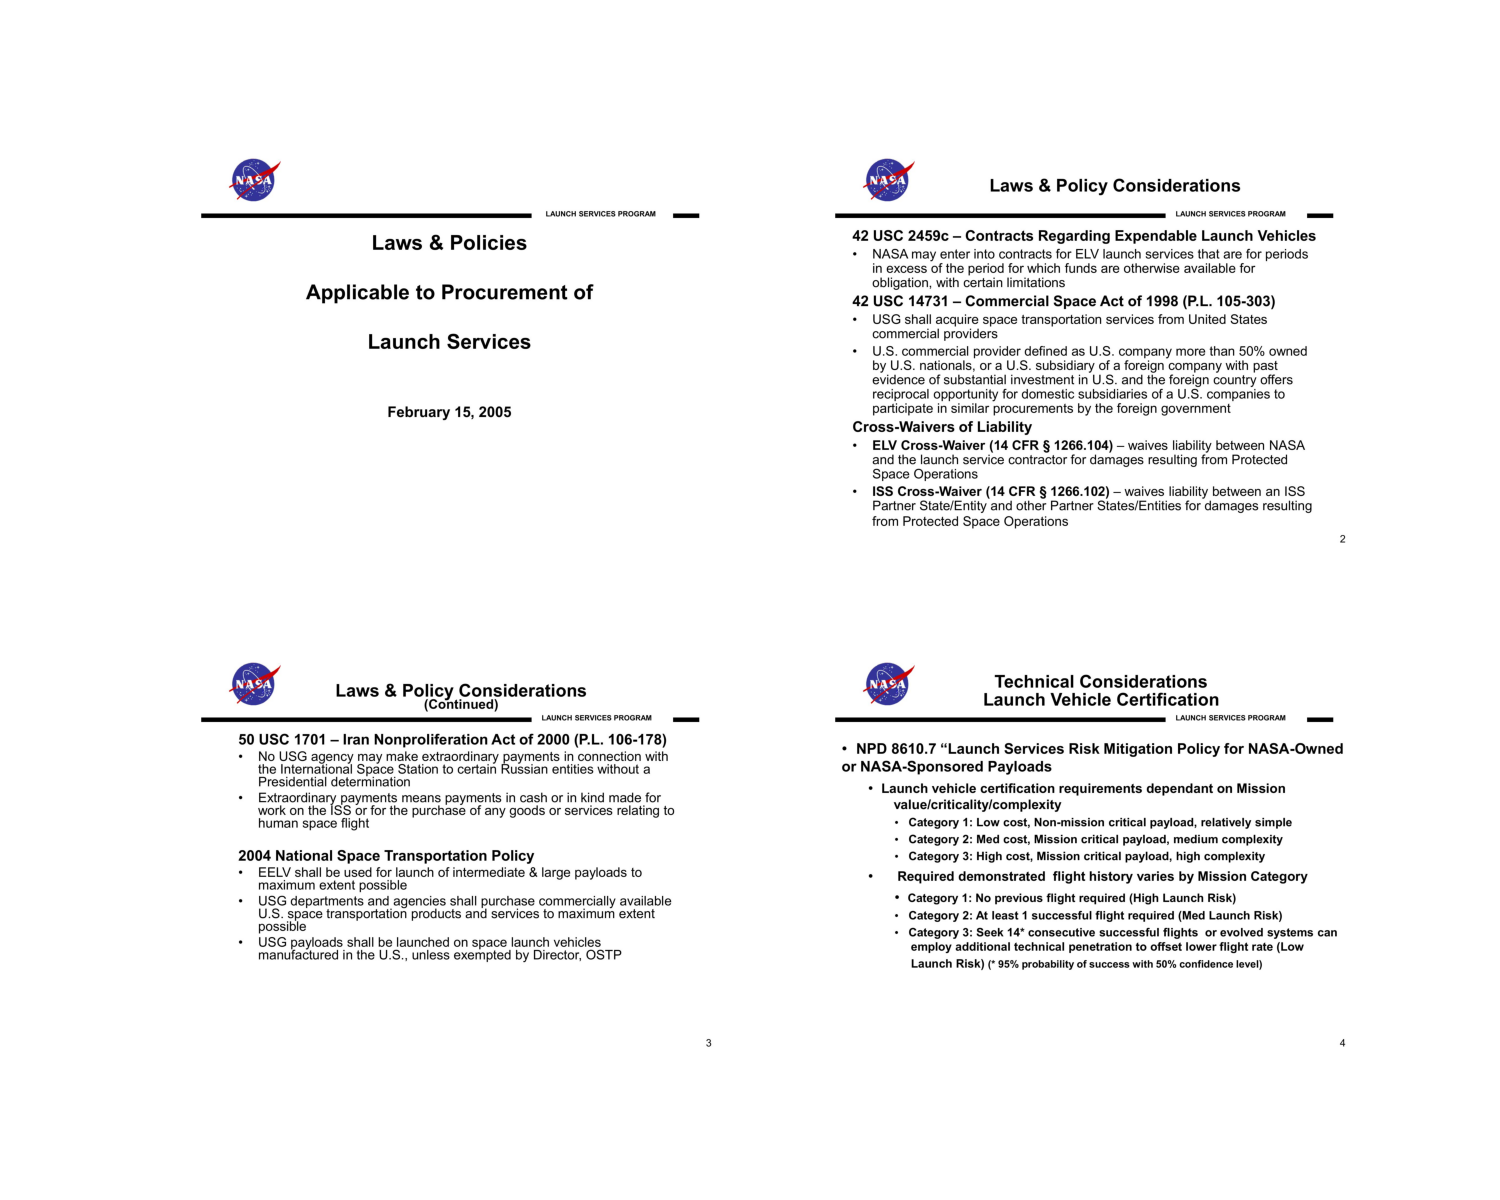 NASA
LAUNCH SERVICES PROGRAM
Laws & Policies
Applicable to Procurement of
Launch Services
February 15, 2005
NASA
Laws & Policy Considerations
LAUNCH SERVICES PROGRAM
42 USC 2459c – Contracts Regarding Expendable Launch Vehicles
• NASA may enter into contracts for ELV launch services that are for periods
in excess of the period for which funds are otherwise available for
obligation, with certain limitations
42 USC 14731 – Commercial Space Act of 1998 (P.L. 105-303)
• USG shall acquire space transportation services from United States
commercial providers
• U.S. commercial provider defined as U.S. company more than 50% owned
by U.S. nationals, or a U.S. subsidiary of a foreign company with past
evidence of substantial investment in U.S. and the foreign country offers
reciprocal opportunity for domestic subsidiaries of a U.S. companies to
participate in similar procurements by the foreign government
Cross-Waivers of Liability
• ELV Cross-Waiver (14 CFR § 1266.104) – waives liability between NASA
and the launch service contractor for damages resulting from Protected
Space Operations
• ISS Cross-Waiver (14 CFR § 1266.102) – waives liability between an ISS
Partner State/Entity and other Partner States/Entities for damages resulting
from Protected Space Operations
2
NASA
Laws & Policy Considerations
(Continued)
LAUNCH SERVICES PROGRAM
50 USC 1701 – Iran Nonproliferation Act of 2000 (P.L. 106-178)
• No USG agency may make extraordinary payments in connection with
the International Space Station to certain Russian entities without a
Presidential determination
• Extraordinary payments means payments in cash or in kind made for
work on the ISS or for the purchase of any goods or services relating to
human space flight
2004 National Space Transportation Policy
• EELV shall be used for launch of intermediate & large payloads to
maximum extent possible
• USG departments and agencies shall purchase commercially available
U.S. space transportation products and services to maximum extent
possible
• USG payloads shall be launched on space launch vehicles
manufactured in the U.S., unless exempted by Director, OSTP
3
NASA
Technical Considerations
Launch Vehicle Certification
LAUNCH SERVICES PROGRAM
• NPD 8610.7 “Launch Services Risk Mitigation Policy for NASA-Owned
or NASA-Sponsored Payloads
• Launch vehicle certification requirements dependant on Mission
value/criticality/complexity
• Category 1: Low cost, Non-mission critical payload, relatively simple
• Category 2: Med cost, Mission critical payload, medium complexity
• Category 3: High cost, Mission critical payload, high complexity
• Required demonstrated flight history varies by Mission Category
• Category 1: No previous flight required (High Launch Risk)
• Category 2: At least 1 successful flight required (Med Launch Risk)
• Category 3: Seek 14* consecutive successful flights or evolved systems can
employ additional technical penetration to offset lower flight rate (Low
Launch Risk) (* 95% probability of success with 50% confidence level)
4